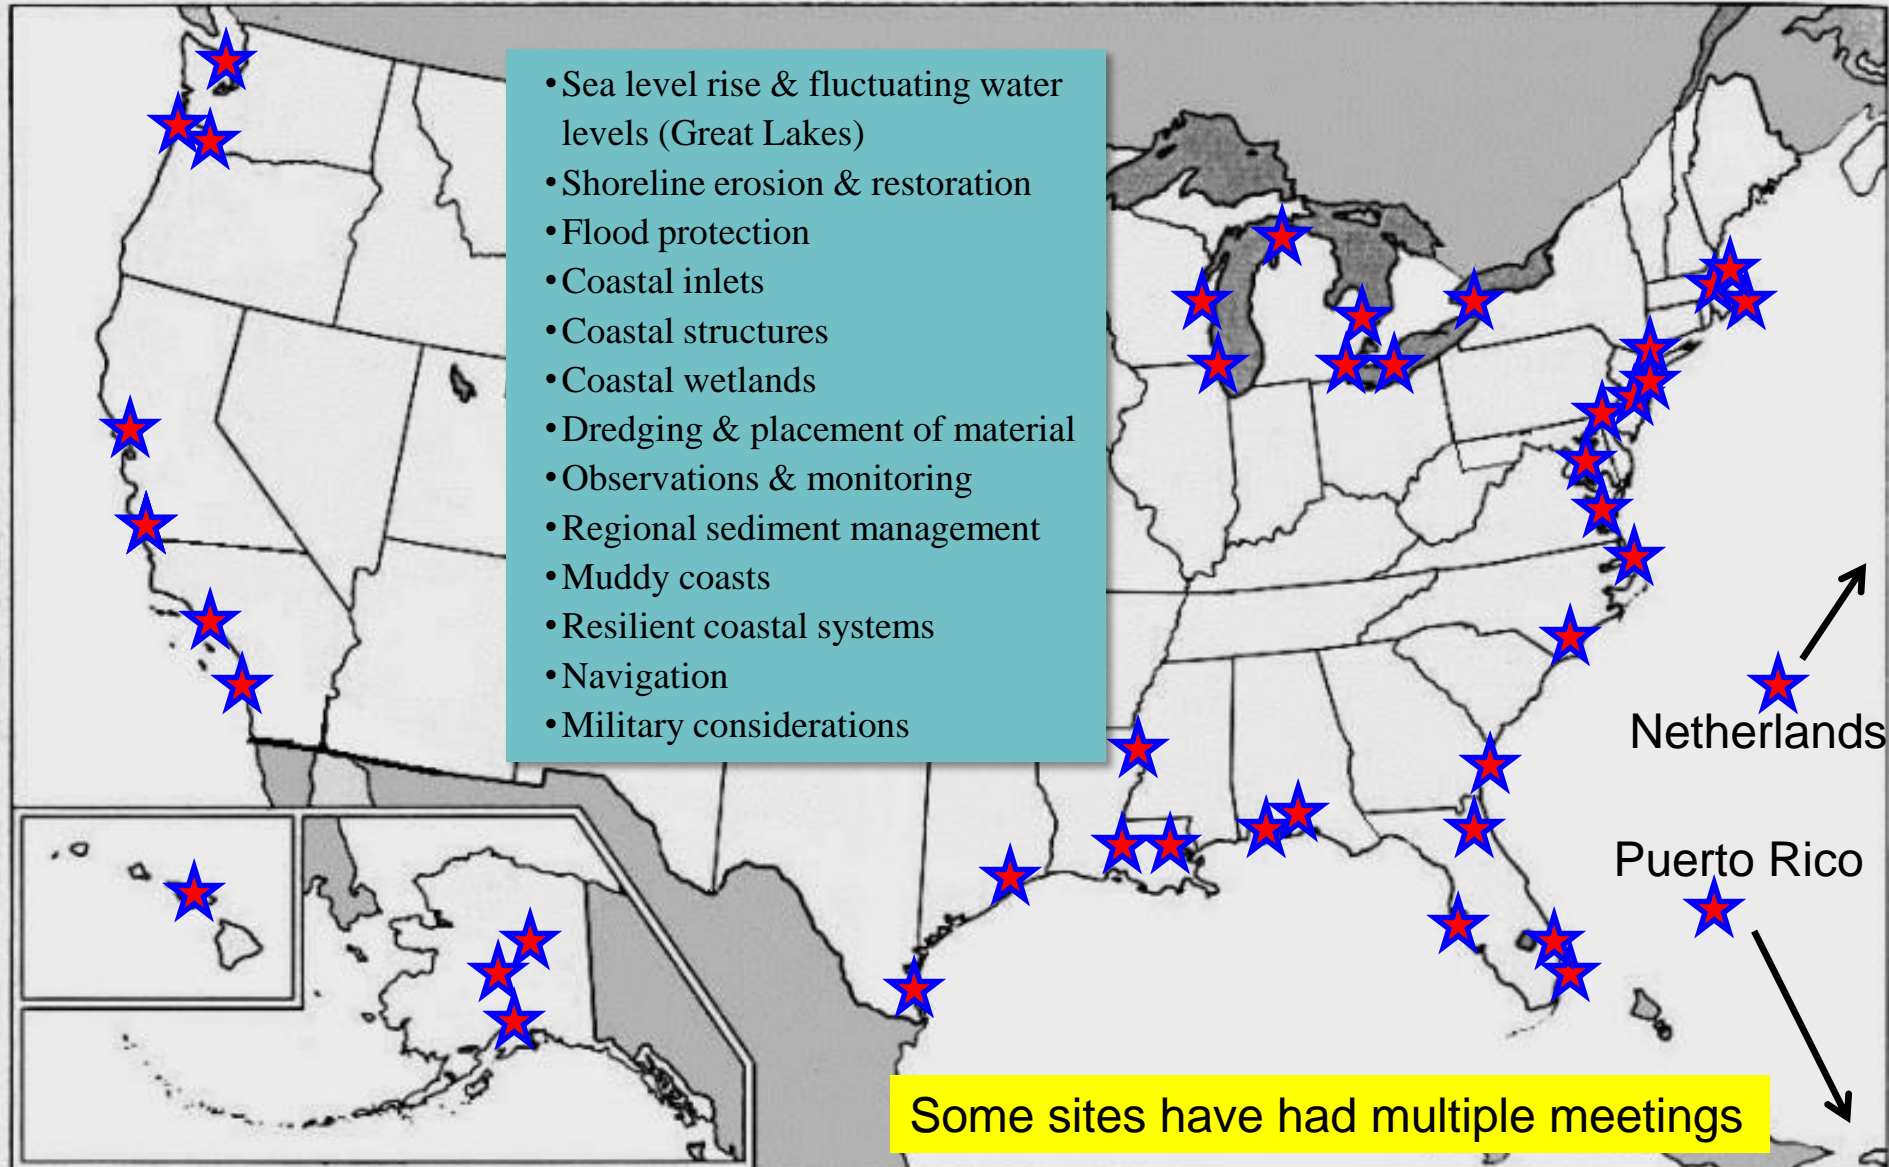 •Sea level rise & fluctuating water
levels (Great Lakes)
•Shoreline erosion & restoration
•Flood protection
•Coastal inlets
•Coastal structures
•Coastal wetlands
•Dredging & placement of material
•Observations & monitoring
•Regional sediment management
•Muddy coasts
•Resilient coastal systems
•Navigation
•Military considerations
Netherlands
Puerto Rico
Some sites have had multiple meetings